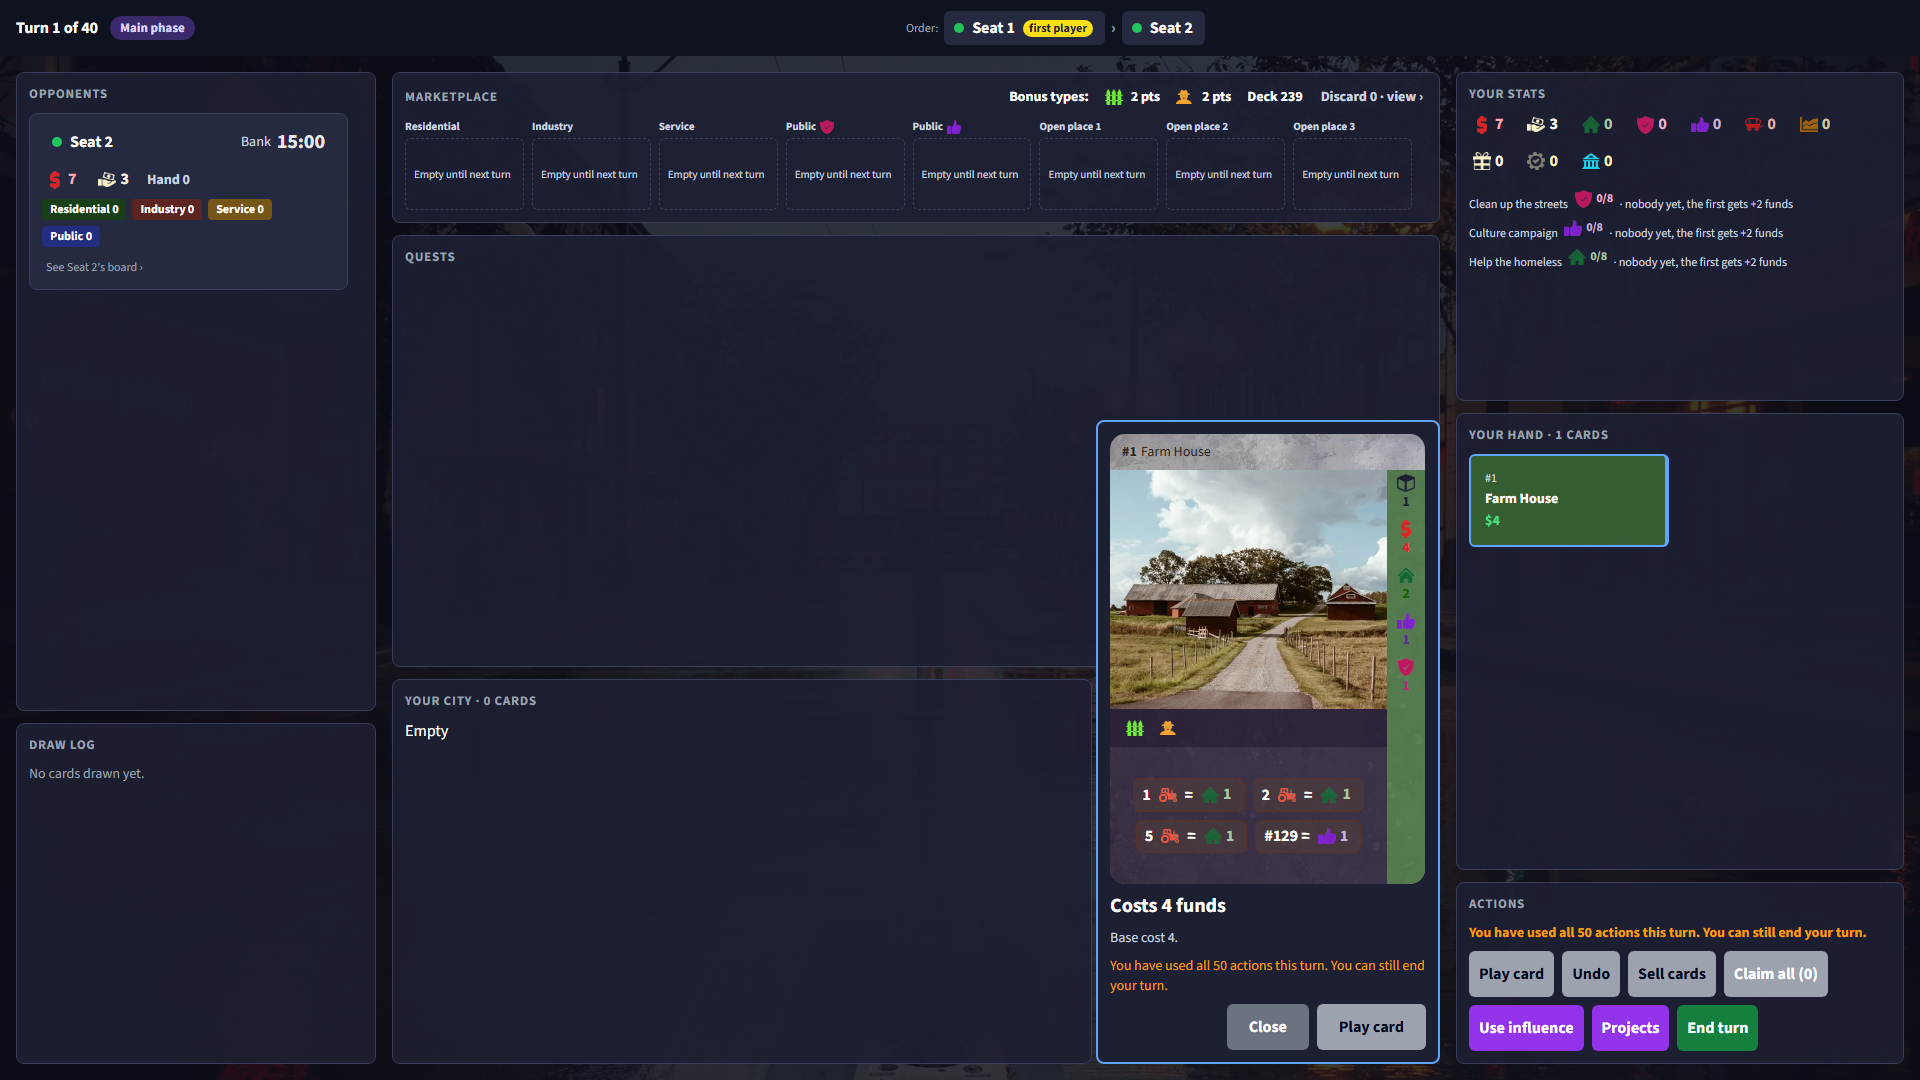 Turn 1 of 40
Main phase
Order:
Seat 1 first player
›
Seat 2
OPPONENTS
Seat 2
Bank 15:00
7
3
Hand 0
Residential 0
Industry 0
Service 0
Public 0
See Seat 2's board ›
DRAW LOG
No cards drawn yet.
MARKETPLACE
Bonus types: 2 pts 2 pts Deck 239 Discard 0 · view ›
Residential
Industry
Service
Public
Public
Open place 1
Open place 2
Open place 3
Empty until next turn
Empty until next turn
Empty until next turn
Empty until next turn
Empty until next turn
Empty until next turn
Empty until next turn
Empty until next turn
QUESTS
YOUR CITY · 0 CARDS
Empty
#1 Farm House
1
4
2
1
1
1 = 1
2 = 1
5 = 1
#129 = 1
Costs 4 funds
Base cost 4.
You have used all 50 actions this turn. You can still end
your turn.
Close
Play card
YOUR STATS
7 3 0 0 0 0 0
0 0 0
Clean up the streets 0/8 · nobody yet, the first gets +2 funds
Culture campaign 0/8 · nobody yet, the first gets +2 funds
Help the homeless 0/8 · nobody yet, the first gets +2 funds
YOUR HAND · 1 CARDS
#1
Farm House
$4
ACTIONS
You have used all 50 actions this turn. You can still end your turn.
Play card
Undo
Sell cards
Claim all (0)
Use influence
Projects
End turn